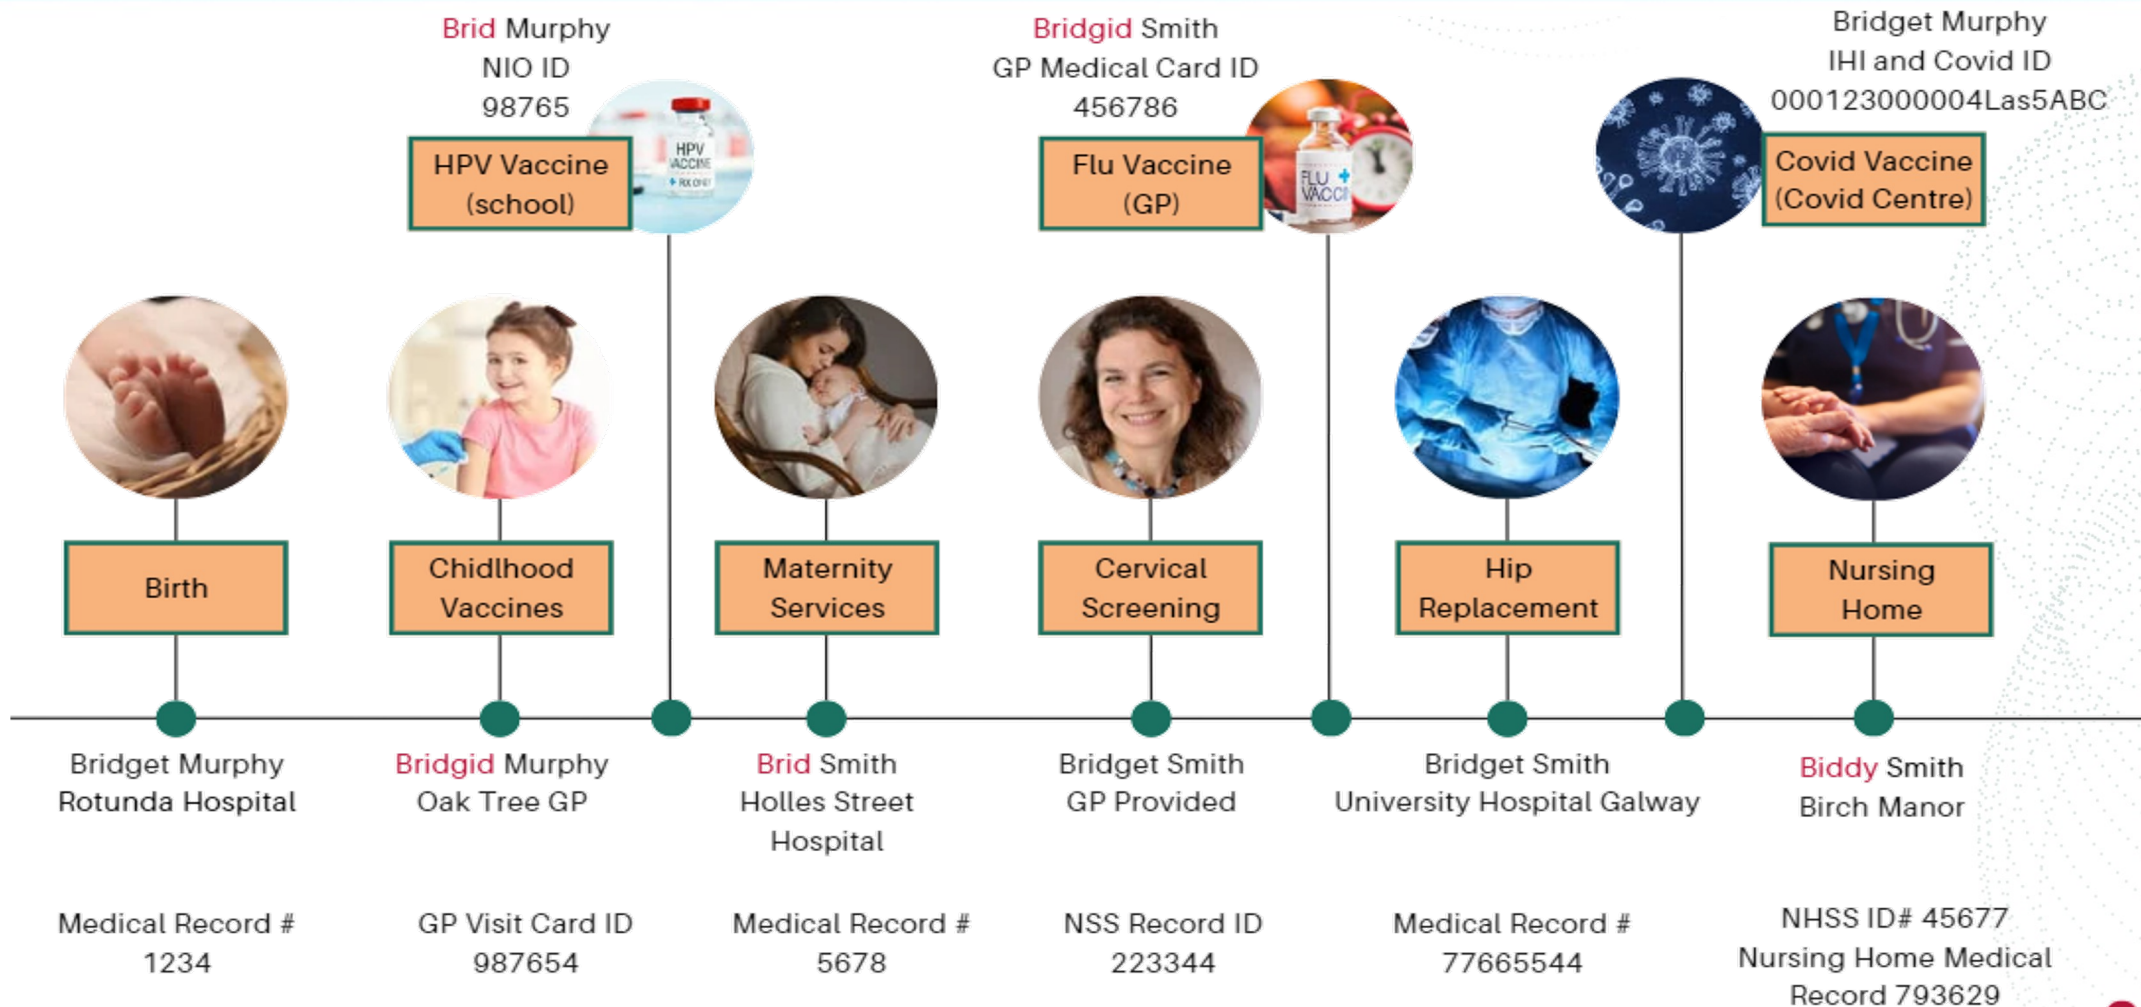 Brid Murphy
NIO ID
98765
HPV Vaccine
(school)
HPV
VACCINE
Bridgid Smith
GP Medical Card ID
456786
Flu Vaccine
(GP)
FLU
Bridget Murphy
IHI and Covid ID
000123000004Las5ABC
Covid Vaccine
(Covid Centre)
Birth
Chidlhood
Vaccines
Maternity
Services
Cervical
Screening
Hip
Replacement
Nursing
Home
Bridget Murphy
Rotunda Hospital
Medical Record #
1234
Bridgid Murphy
Oak Tree GP
GP Visit Card ID
987654
Brid Smith
Holles Street
Hospital
Medical Record #
5678
Bridget Smith
GP Provided
NSS Record ID
223344
Bridget Smith
University Hospital Galway
Medical Record #
77665544
Biddy Smith
Birch Manor
NHSS ID# 45677
Nursing Home Medical
Record 793629